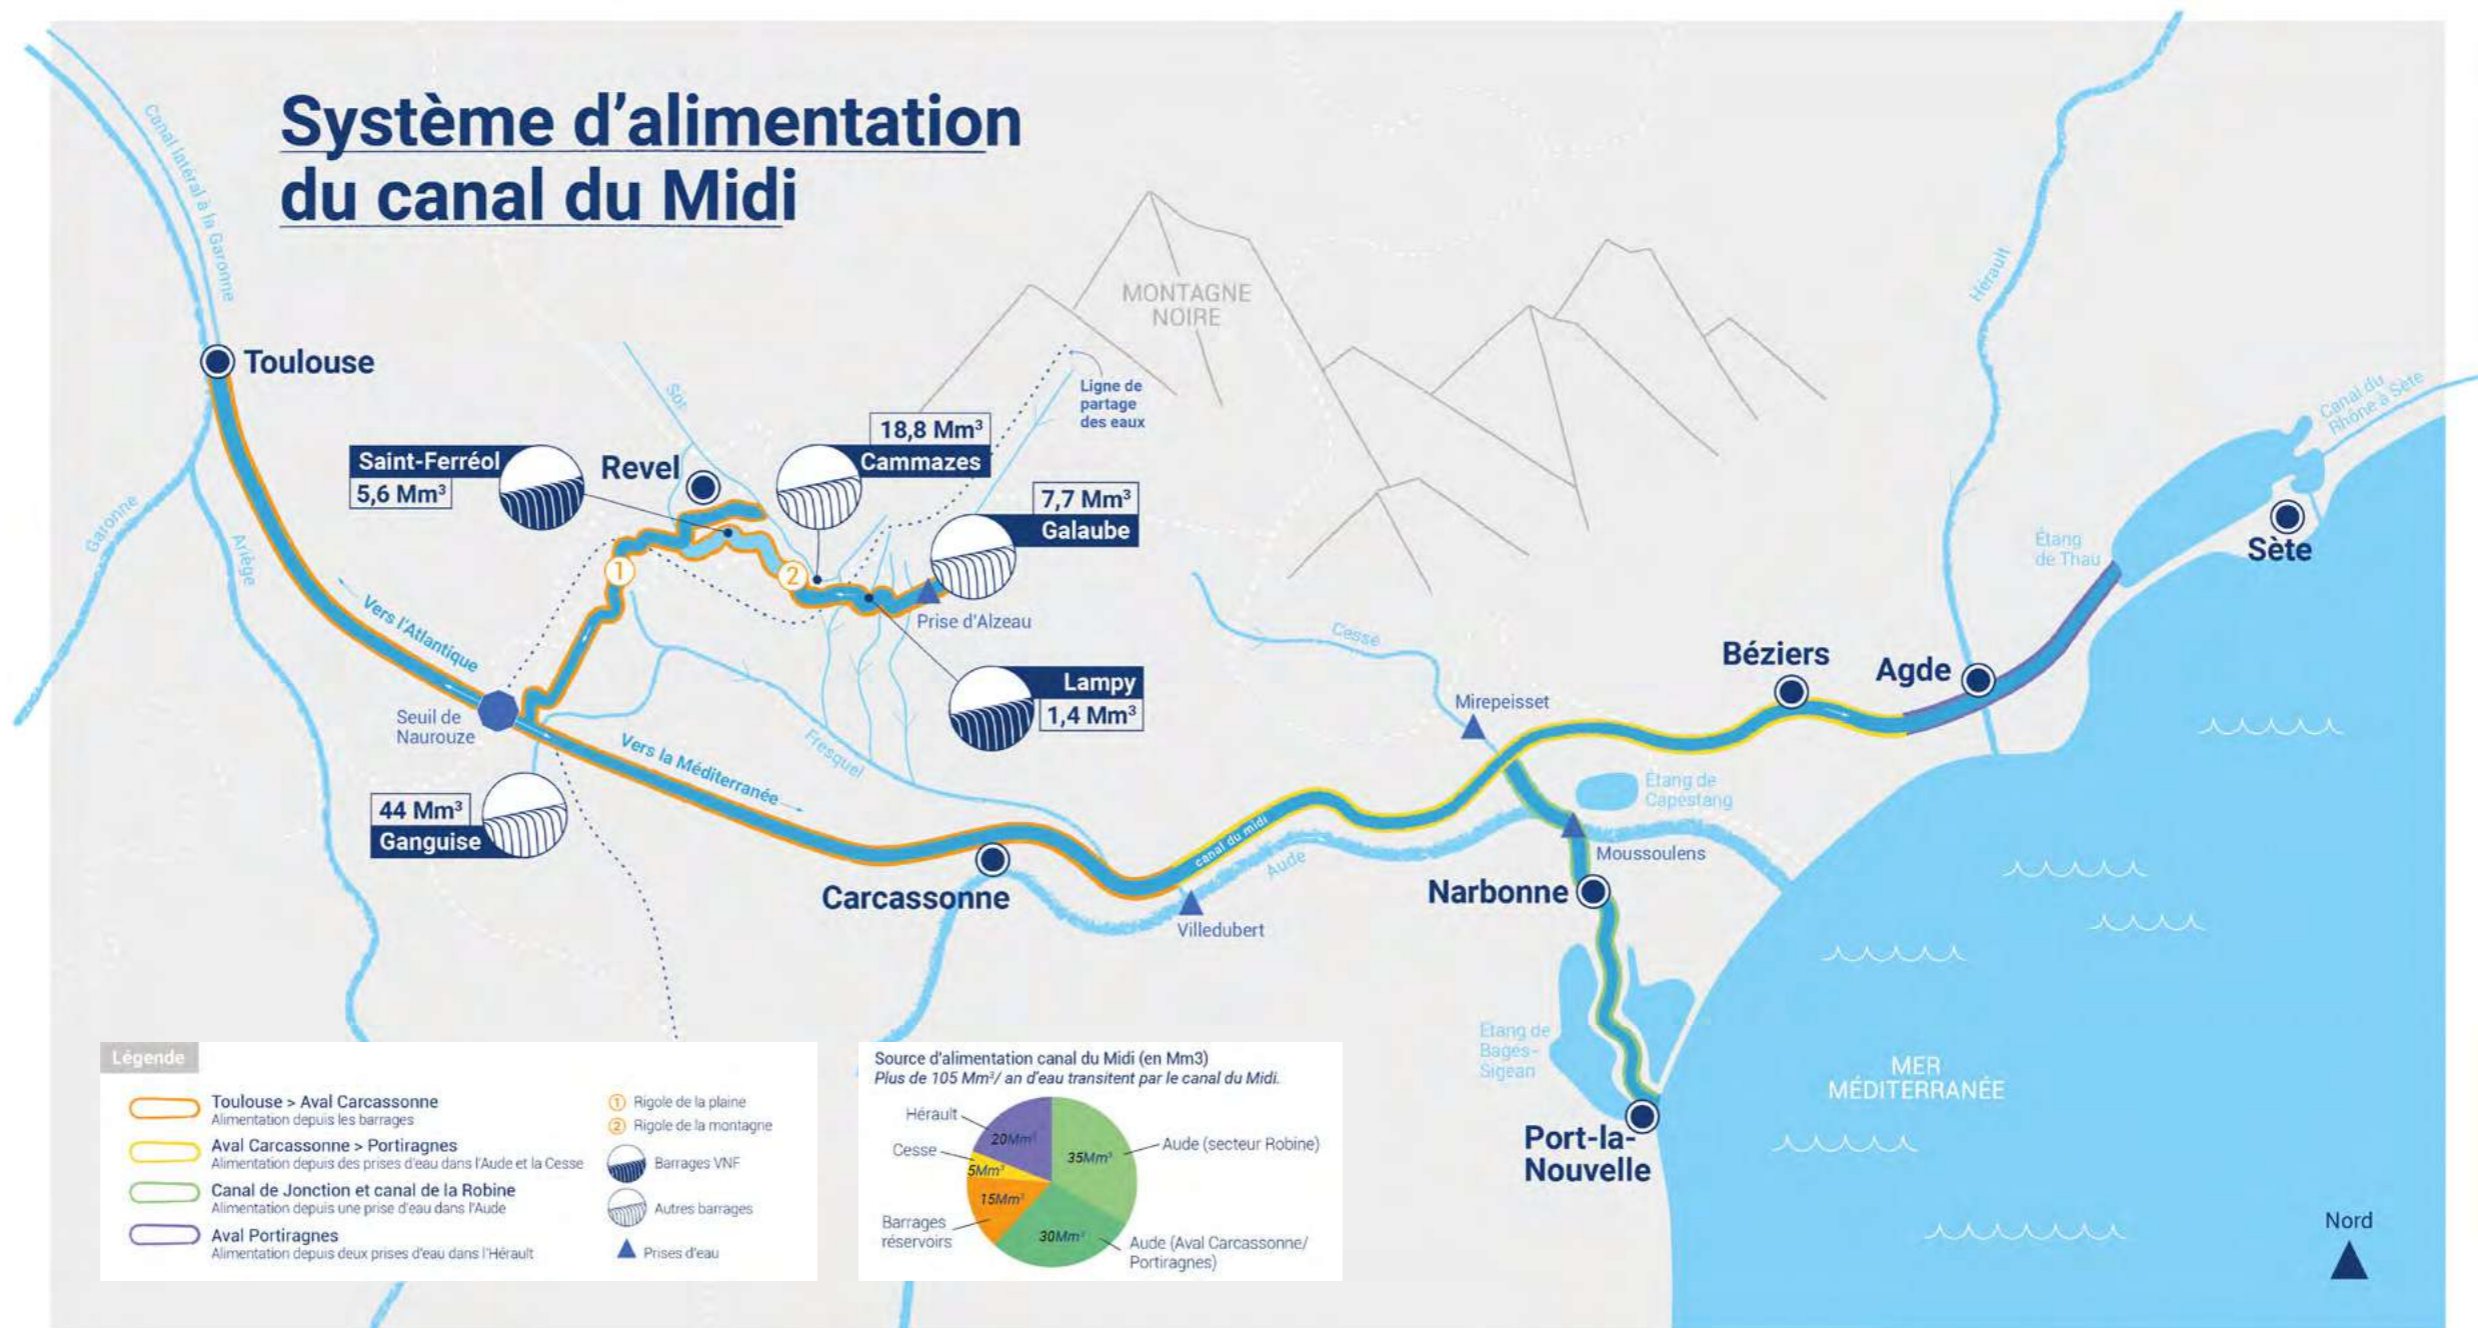 Système d'alimentation
du canal du Midi
Canal latéral à la Garonne
Toulouse
MONTAGNE
NOIRE
Ligne de
partage
des eaux
Hérault
Canal du
Rhône à Sète
Sor
18,8 Mm³
Cammazes
Saint-Ferréol
5,6 Mm³
Revel
7,7 Mm³
Galaube
Garonne
Ariège
Étang
de Thau
Sète
1
2
Prise d'Alzeau
Vers l'Atlantique
Cesse
Béziers
Agde
Lampy
1,4 Mm³
Mirepeisset
Seuil de
Naurouze
Vers la Méditerranée
Fresquel
Étang de
Capestang
44 Mm³
Ganguise
canal du midi
Aude
Moussoulens
Carcassonne
Narbonne
Villedubert
Étang de
Bages-
Sigean
MER
MÉDITERRANÉE
Port-la-
Nouvelle
Nord
Légende
Toulouse > Aval Carcassonne
Alimentation depuis les barrages
Aval Carcassonne > Portiragnes
Alimentation depuis des prises d'eau dans l'Aude et la Cesse
Canal de Jonction et canal de la Robine
Alimentation depuis une prise d'eau dans l'Aude
Aval Portiragnes
Alimentation depuis deux prises d'eau dans l'Hérault
1 Rigole de la plaine
2 Rigole de la montagne
Barrages VNF
Autres barrages
Prises d'eau
Source d'alimentation canal du Midi (en Mm3)
Plus de 105 Mm³/ an d'eau transitent par le canal du Midi.
Hérault
20Mm³
Cesse
5Mm³
35Mm³
Aude (secteur Robine)
15Mm³
Barrages
réservoirs
30Mm³
Aude (Aval Carcassonne/
Portiragnes)